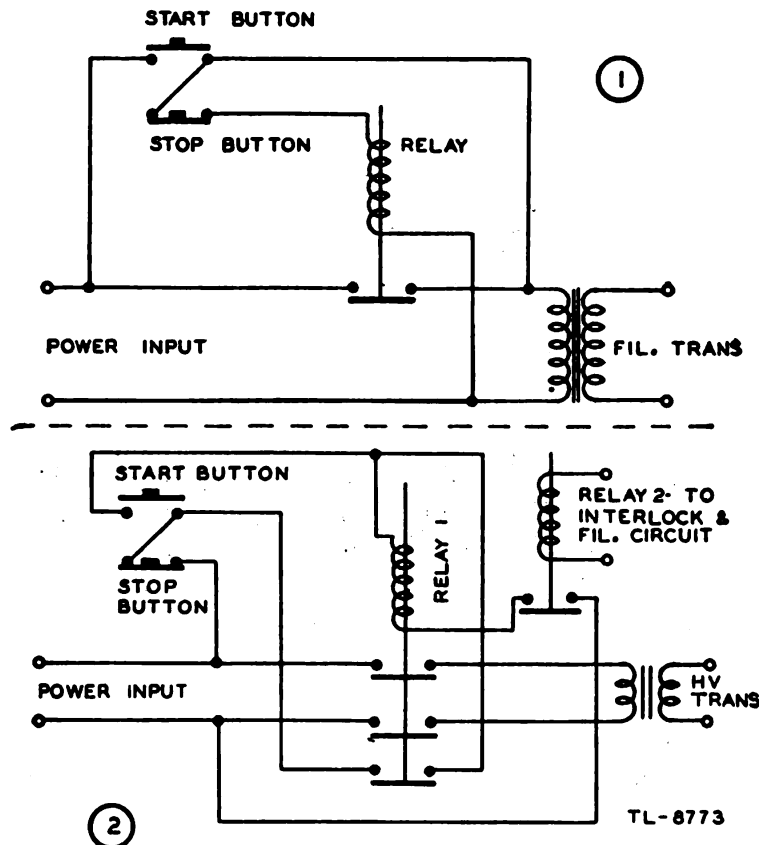 START BUTTON
1
STOP BUTTON
RELAY
POWER INPUT
FIL. TRANS
START BUTTON
STOP
BUTTON
RELAY 1
RELAY 2- TO
INTERLOCK &
FIL. CIRCUIT
POWER INPUT
HV
TRANS
2
TL-8773